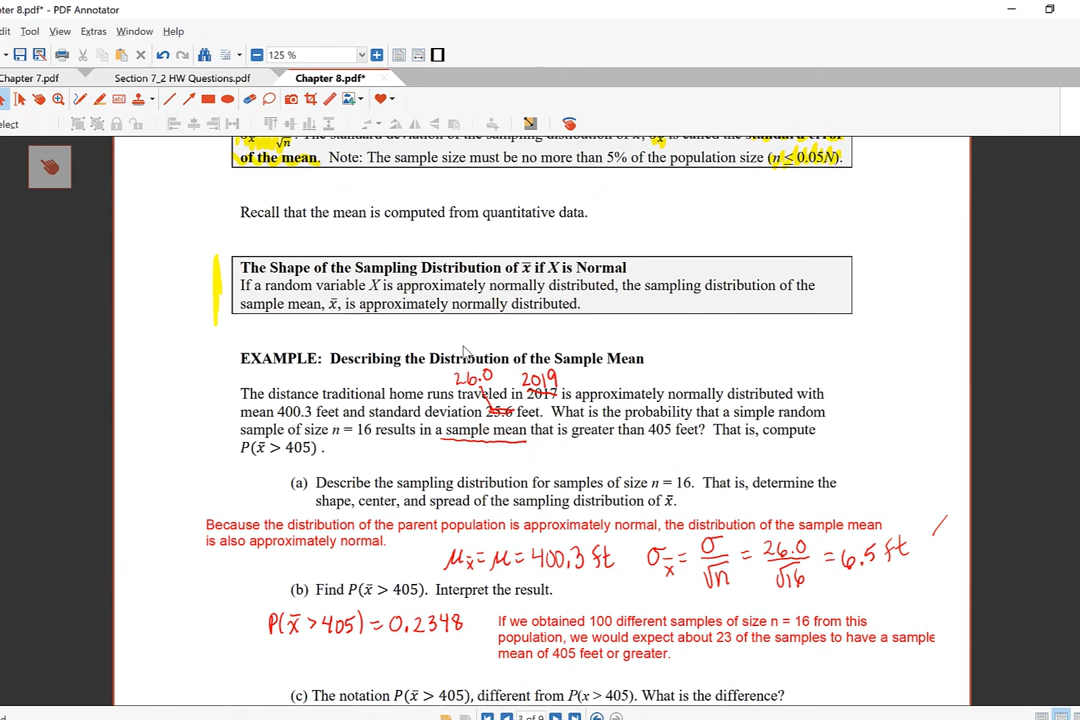 pter 8.pdf* - PDF Annotator
dit Tool View Extras Window Help
125 %
Chapter 7.pdf Section 7_2 HW Questions.pdf Chapter 8.pdf*
elect
√n
of the mean. Note: The sample size must be no more than 5% of the population size (n ≤ 0.05N).
Recall that the mean is computed from quantitative data.
The Shape of the Sampling Distribution of x̄ if X is Normal
If a random variable X is approximately normally distributed, the sampling distribution of the
sample mean, x̄, is approximately normally distributed.
EXAMPLE: Describing the Distribution of the Sample Mean
26.0 2019
The distance traditional home runs traveled in 2017 is approximately normally distributed with
mean 400.3 feet and standard deviation 25.6 feet. What is the probability that a simple random
sample of size n = 16 results in a sample mean that is greater than 405 feet? That is, compute
P(x̄ > 405) .
(a) Describe the sampling distribution for samples of size n = 16. That is, determine the
shape, center, and spread of the sampling distribution of x̄.
Because the distribution of the parent population is approximately normal, the distribution of the sample mean
is also approximately normal.
μx̄ = μ = 400.3 ft σx̄ = σ/√n = 26.0/√16 = 6.5 ft
(b) Find P(x̄ > 405). Interpret the result.
P(x̄ > 405) = 0.2348
If we obtained 100 different samples of size n = 16 from this
population, we would expect about 23 of the samples to have a sample
mean of 405 feet or greater.
(c) The notation P(x̄ > 405), different from P(x > 405). What is the difference?
3 of 9